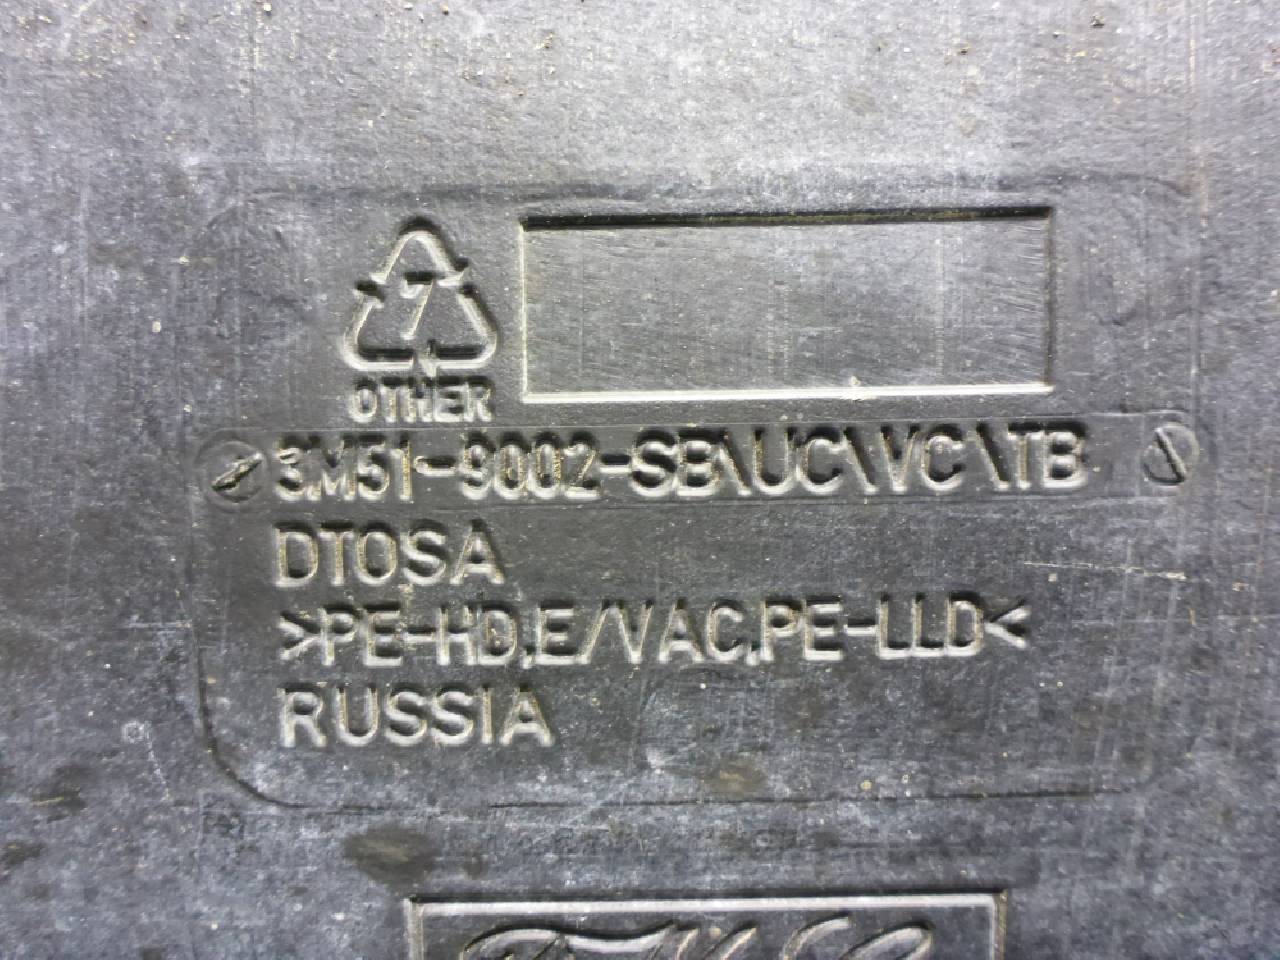 7
OTHER
3M51-9002-SB\UC\VC\TB
DTOSA
>PE-HD,E/VAC,PE-LLD<
RUSSIA